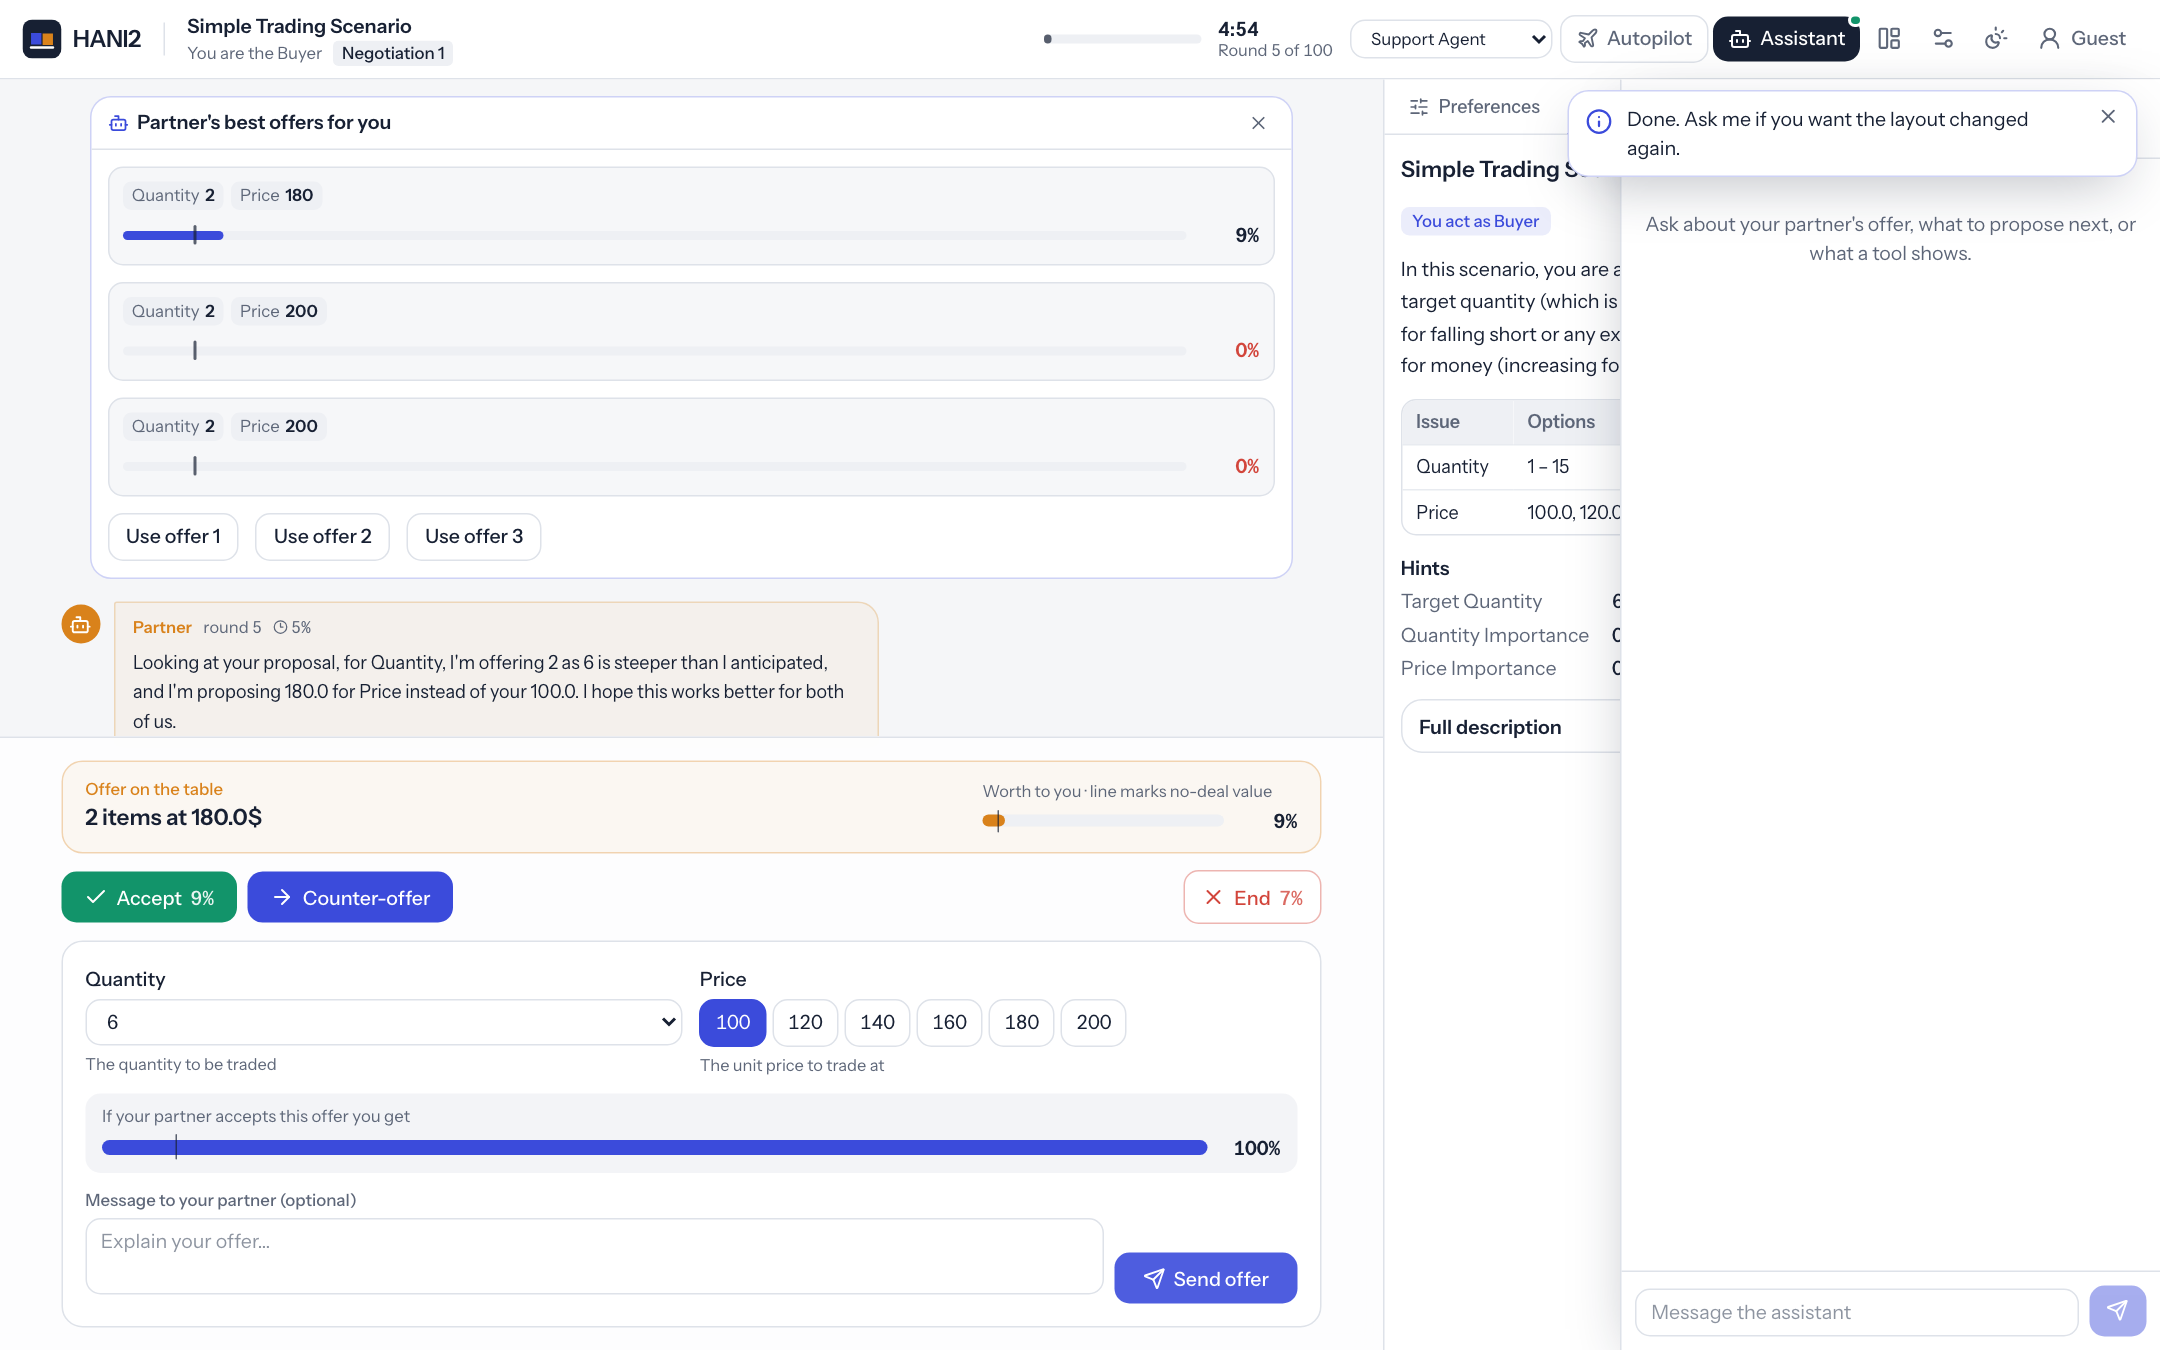 HANI2
Simple Trading Scenario
You are the Buyer Negotiation 1
4:54
Round 5 of 100
Support Agent
Autopilot
Assistant
Guest
Partner's best offers for you
Quantity 2 Price 180
9%
Quantity 2 Price 200
0%
Quantity 2 Price 200
0%
Use offer 1 Use offer 2 Use offer 3
Partner round 5 5%
Looking at your proposal, for Quantity, I'm offering 2 as 6 is steeper than I anticipated,
and I'm proposing 180.0 for Price instead of your 100.0. I hope this works better for both
of us.
Offer on the table
2 items at 180.0$
Worth to you · line marks no-deal value
9%
Accept 9%
Counter-offer
End 7%
Quantity
6
The quantity to be traded
Price
100 120 140 160 180 200
The unit price to trade at
If your partner accepts this offer you get
100%
Message to your partner (optional)
Explain your offer...
Send offer
Preferences
Simple Trading
You act as Buyer
In this scenario, you are a
target quantity (which is
for falling short or any ex
for money (increasing fo
Issue Options
Quantity 1 – 15
Price 100.0, 120.0
Hints
Target Quantity 6
Quantity Importance
Price Importance
Full description
Done. Ask me if you want the layout changed
again.
Ask about your partner's offer, what to propose next, or
what a tool shows.
Message the assistant